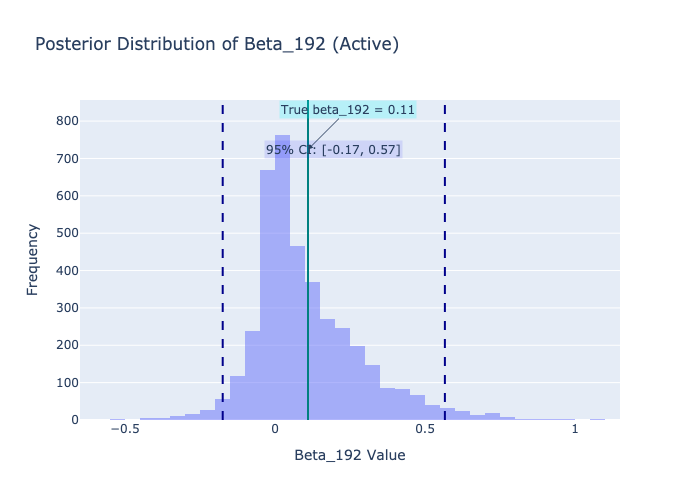 Posterior Distribution of Beta_192 (Active)
True beta_192 = 0.11
95% CI: [-0.17, 0.57]
800
700
600
500
400
300
200
100
0
Frequency
−0.5
0
0.5
1
Beta_192 Value